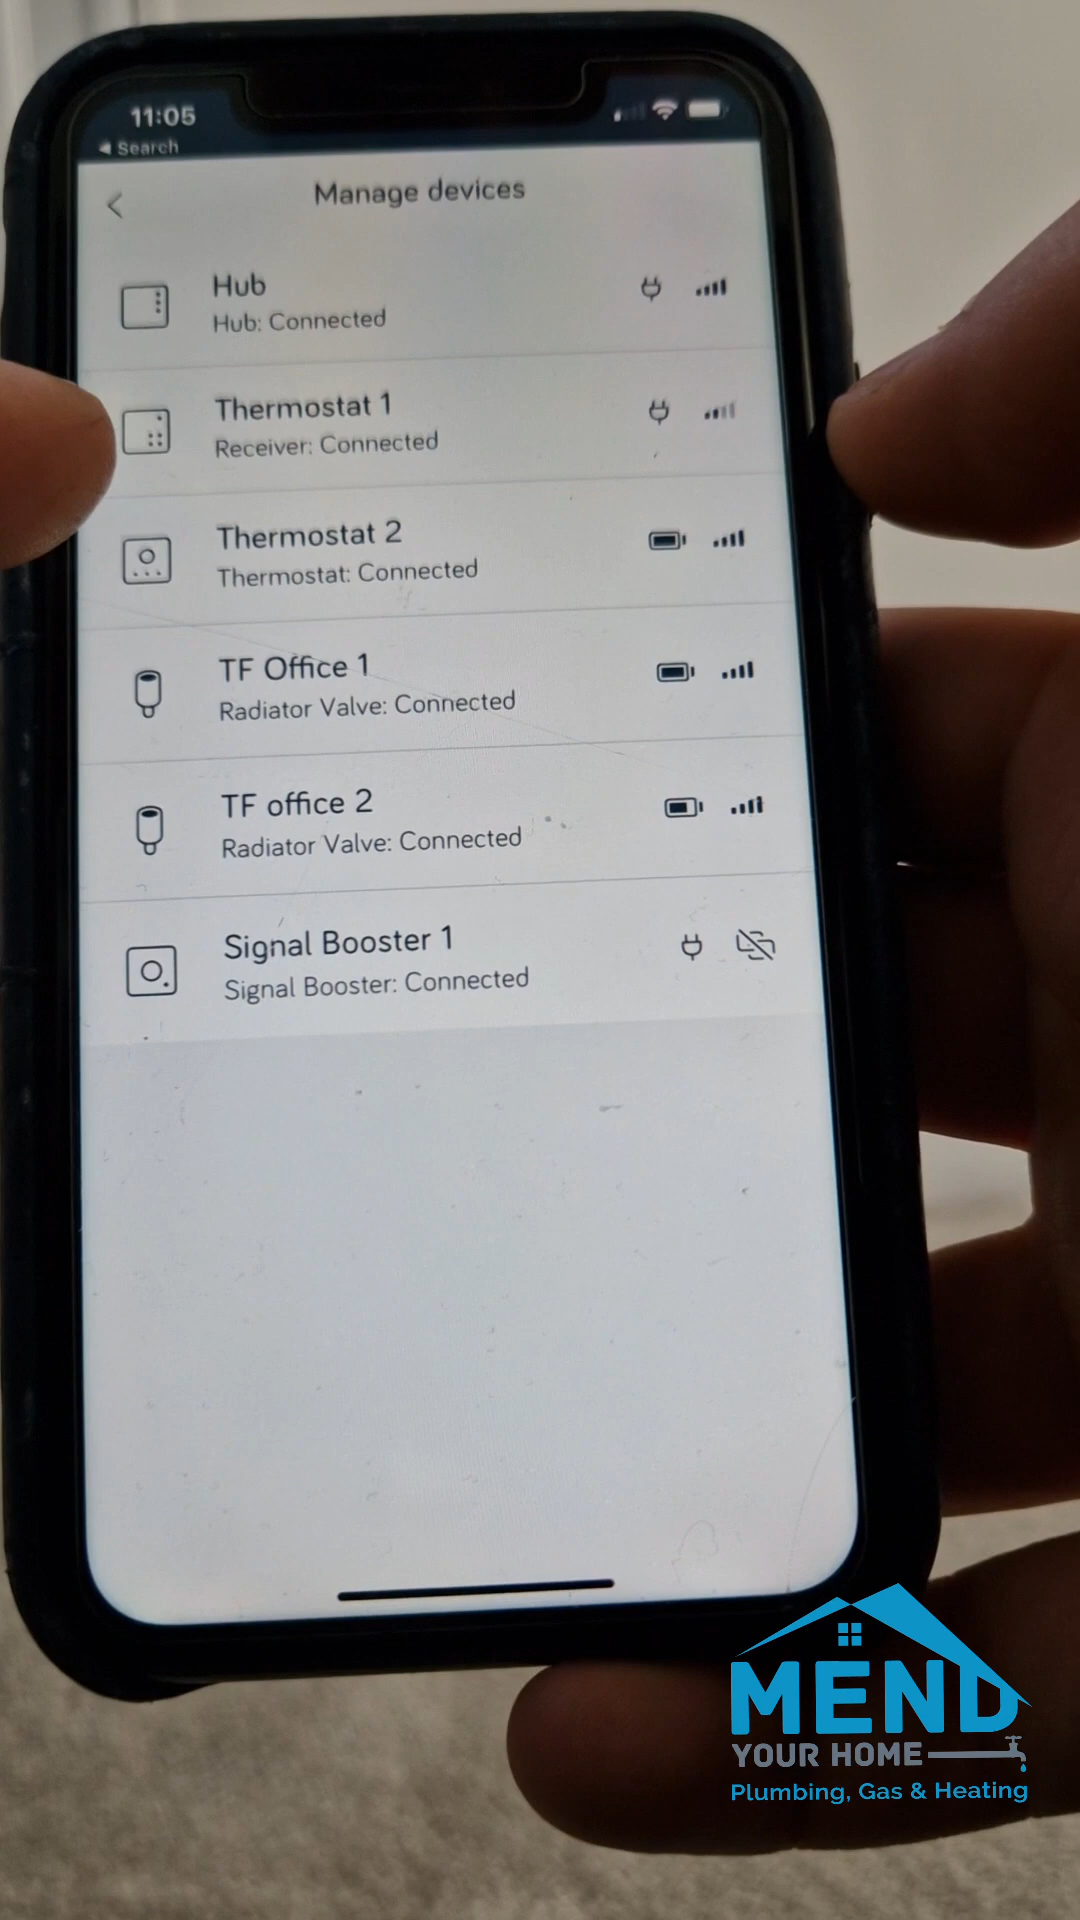 11:05
Search
Manage devices
Hub
Hub: Connected
Thermostat 1
Receiver: Connected
Thermostat 2
Thermostat: Connected
TF Office 1
Radiator Valve: Connected
TF office 2
Radiator Valve: Connected
Signal Booster 1
Signal Booster: Connected
MEND
YOUR HOME
Plumbing, Gas & Heating